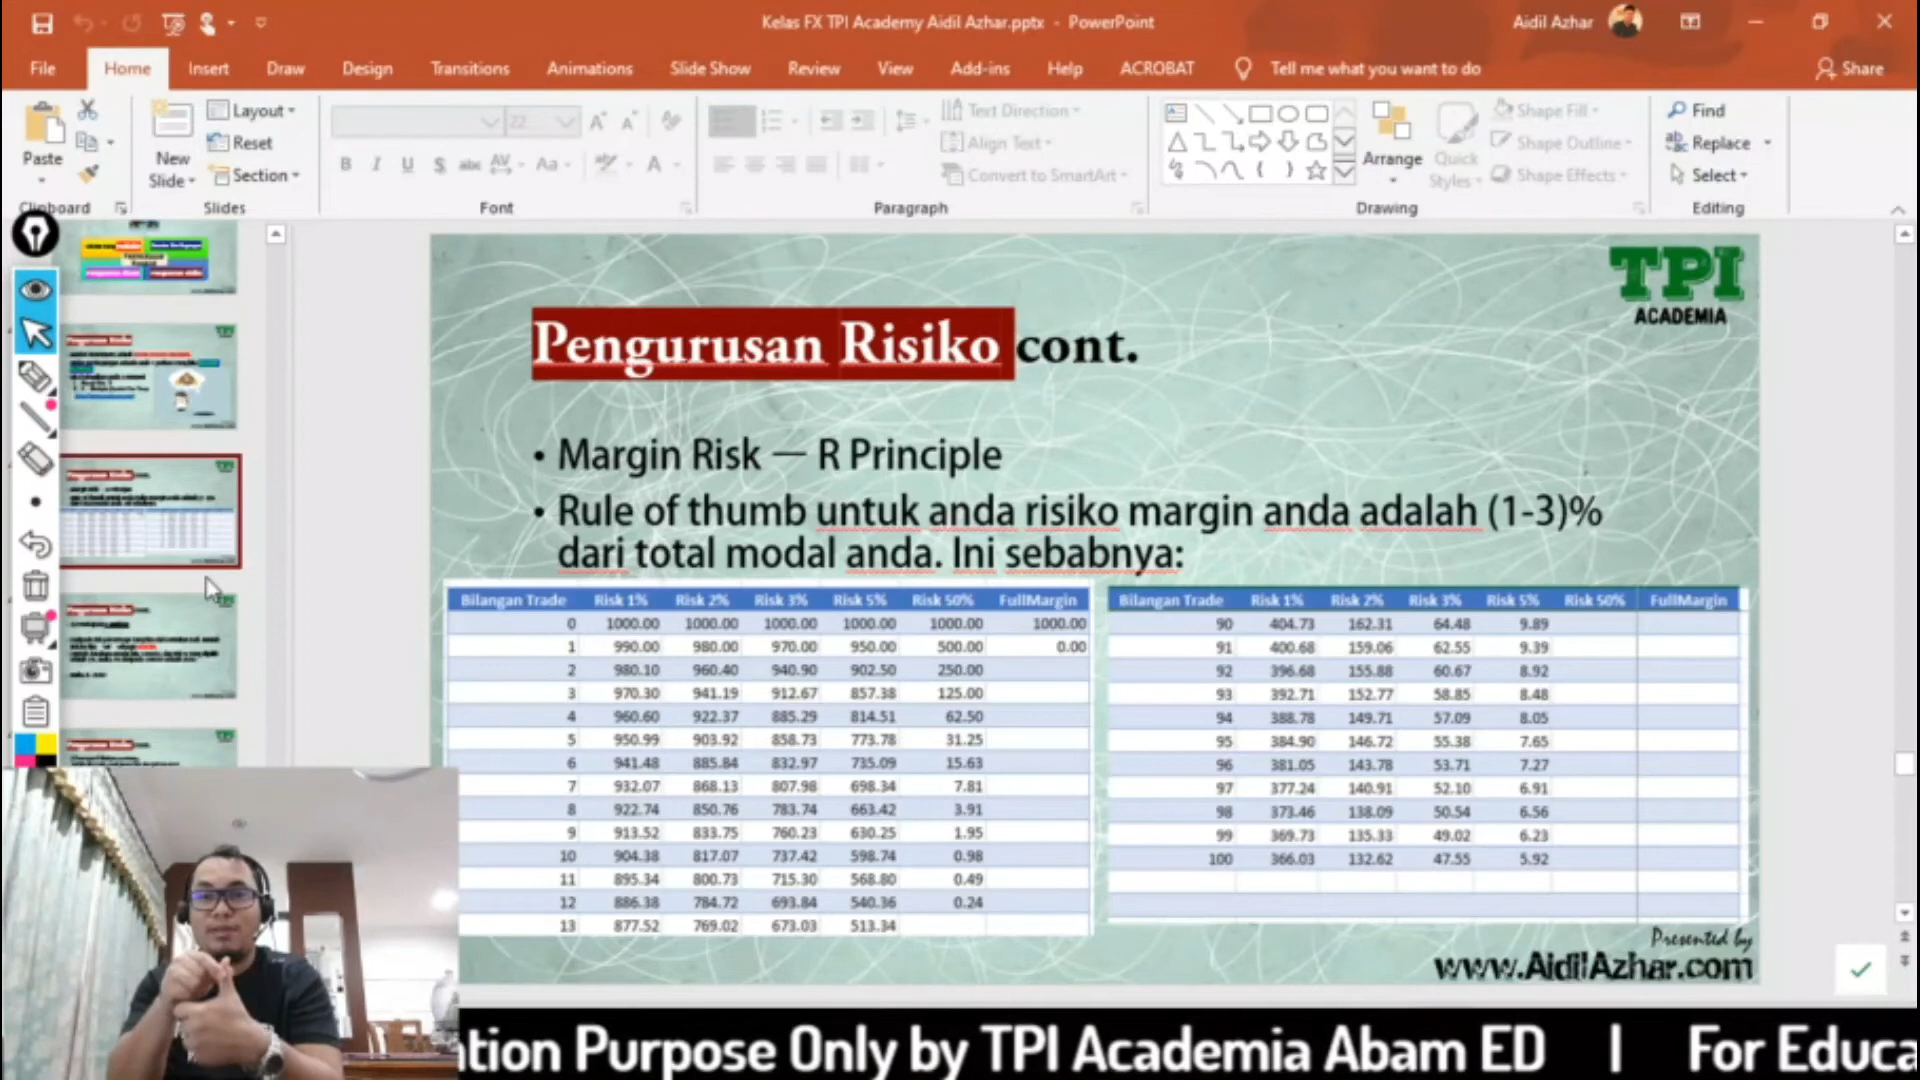 Kelas FX TPI Academy Aidil Azhar.pptx - PowerPoint
Aidil Azhar
File Home Insert Draw Design Transitions Animations Slide Show Review View Add-ins Help ACROBAT Tell me what you want to do Share
Paste
New Slide
Layout
Reset
Section
22
B I U S abc AV Aa A
Text Direction
Align Text
Convert to SmartArt
Arrange
Quick Styles
Shape Fill
Shape Outline
Shape Effects
Find
Replace
Select
Clipboard Slides Font Paragraph Drawing Editing
TPI
ACADEMIA
Pengurusan Risiko cont.
• Margin Risk — R Principle
• Rule of thumb untuk anda risiko margin anda adalah (1-3)%
dari total modal anda. Ini sebabnya:
Bilangan Trade Risk 1% Risk 2% Risk 3% Risk 5% Risk 50% FullMargin
0 1000.00 1000.00 1000.00 1000.00 1000.00 1000.00
1 990.00 980.00 970.00 950.00 500.00 0.00
2 980.10 960.40 940.90 902.50 250.00
3 970.30 941.19 912.67 857.38 125.00
4 960.60 922.37 885.29 814.51 62.50
5 950.99 903.92 858.73 773.78 31.25
6 941.48 885.84 832.97 735.09 15.63
7 932.07 868.13 807.98 698.34 7.81
8 922.74 850.76 783.74 663.42 3.91
9 913.52 833.75 760.23 630.25 1.95
10 904.38 817.07 737.42 598.74 0.98
11 895.34 800.73 715.30 568.80 0.49
12 886.38 784.72 693.84 540.36 0.24
13 877.52 769.02 673.03 513.34
Bilangan Trade Risk 1% Risk 2% Risk 3% Risk 5% Risk 50% FullMargin
90 404.73 162.31 64.48 9.89
91 400.68 159.06 62.55 9.39
92 396.68 155.88 60.67 8.92
93 392.71 152.77 58.85 8.48
94 388.78 149.71 57.09 8.05
95 384.90 146.72 55.38 7.65
96 381.05 143.78 53.71 7.27
97 377.24 140.91 52.10 6.91
98 373.46 138.09 50.54 6.56
99 369.73 135.33 49.02 6.23
100 366.03 132.62 47.55 5.92
Presented by
www.AidilAzhar.com
tion Purpose Only by TPI Academia Abam ED | For Educa